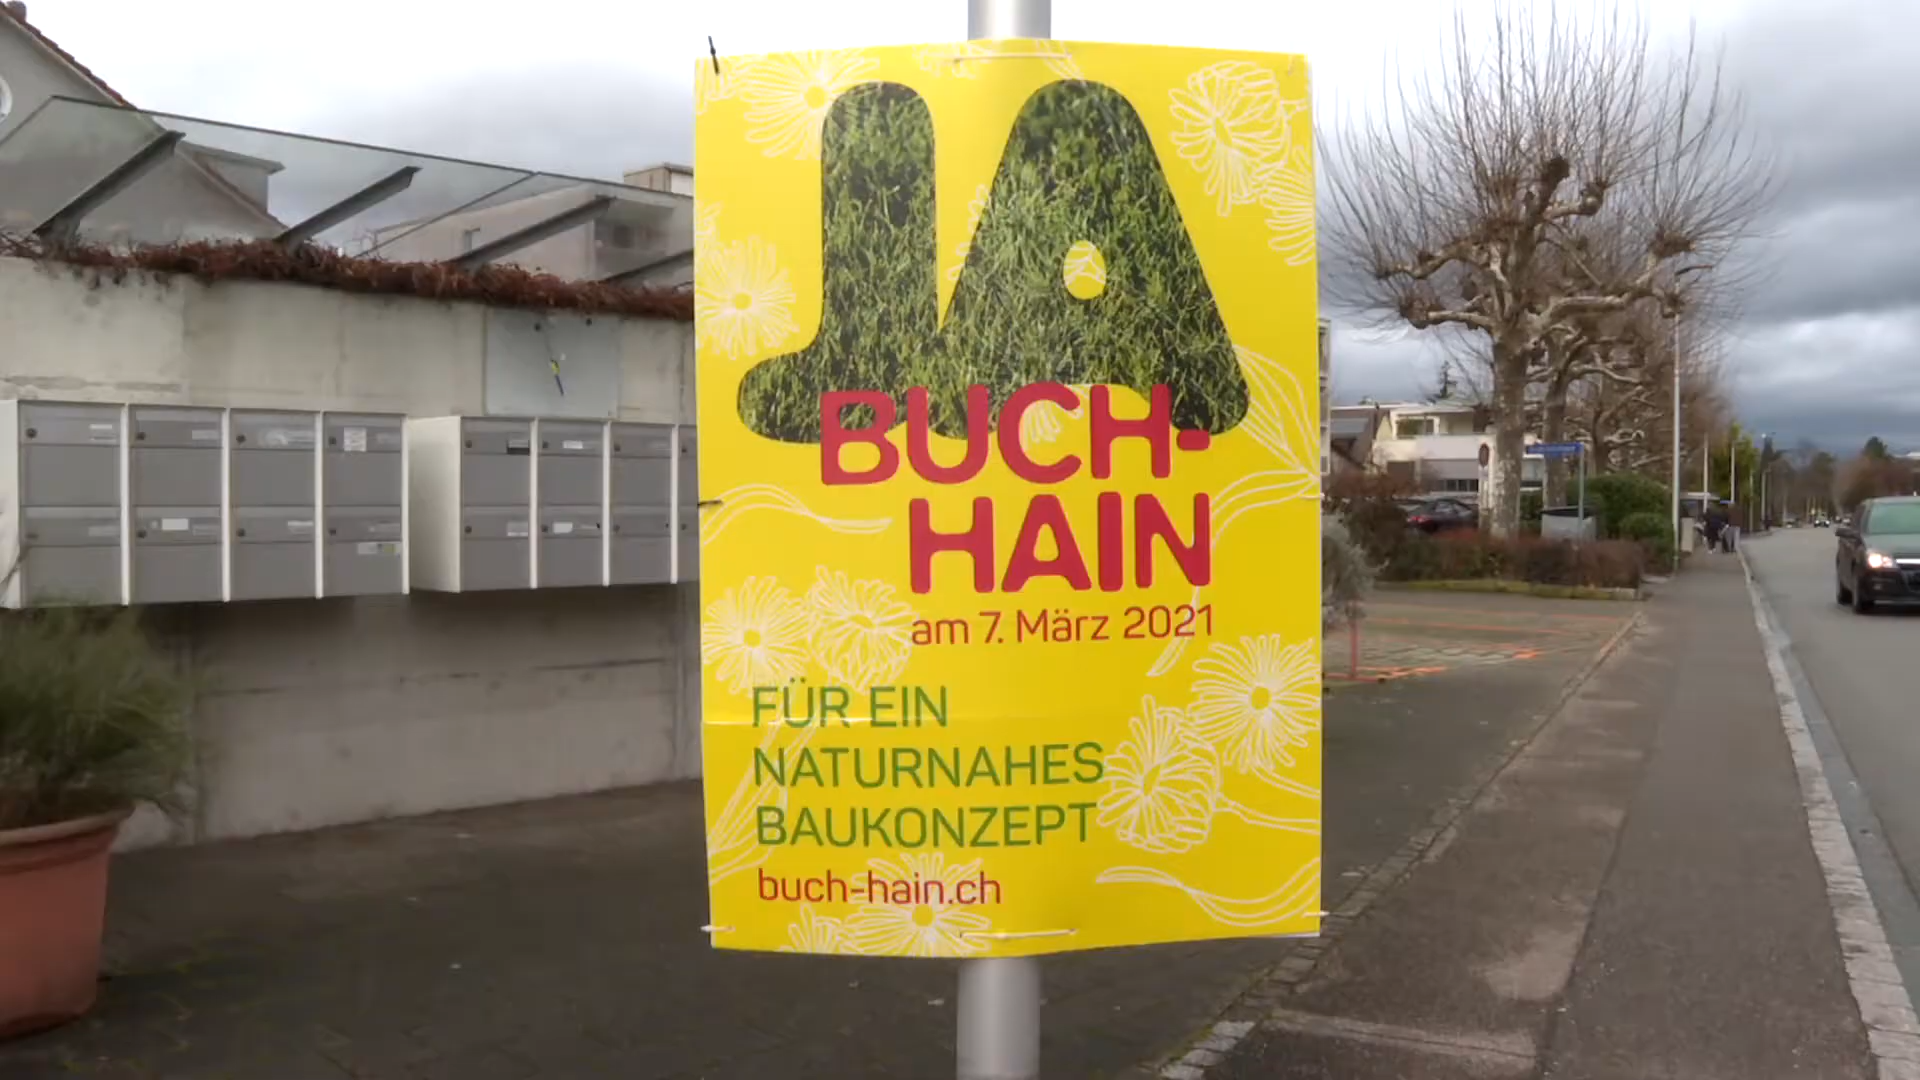 JA
BUCH-
HAIN
am 7. März 2021
FÜR EIN
NATURNAHES
BAUKONZEPT
buch-hain.ch